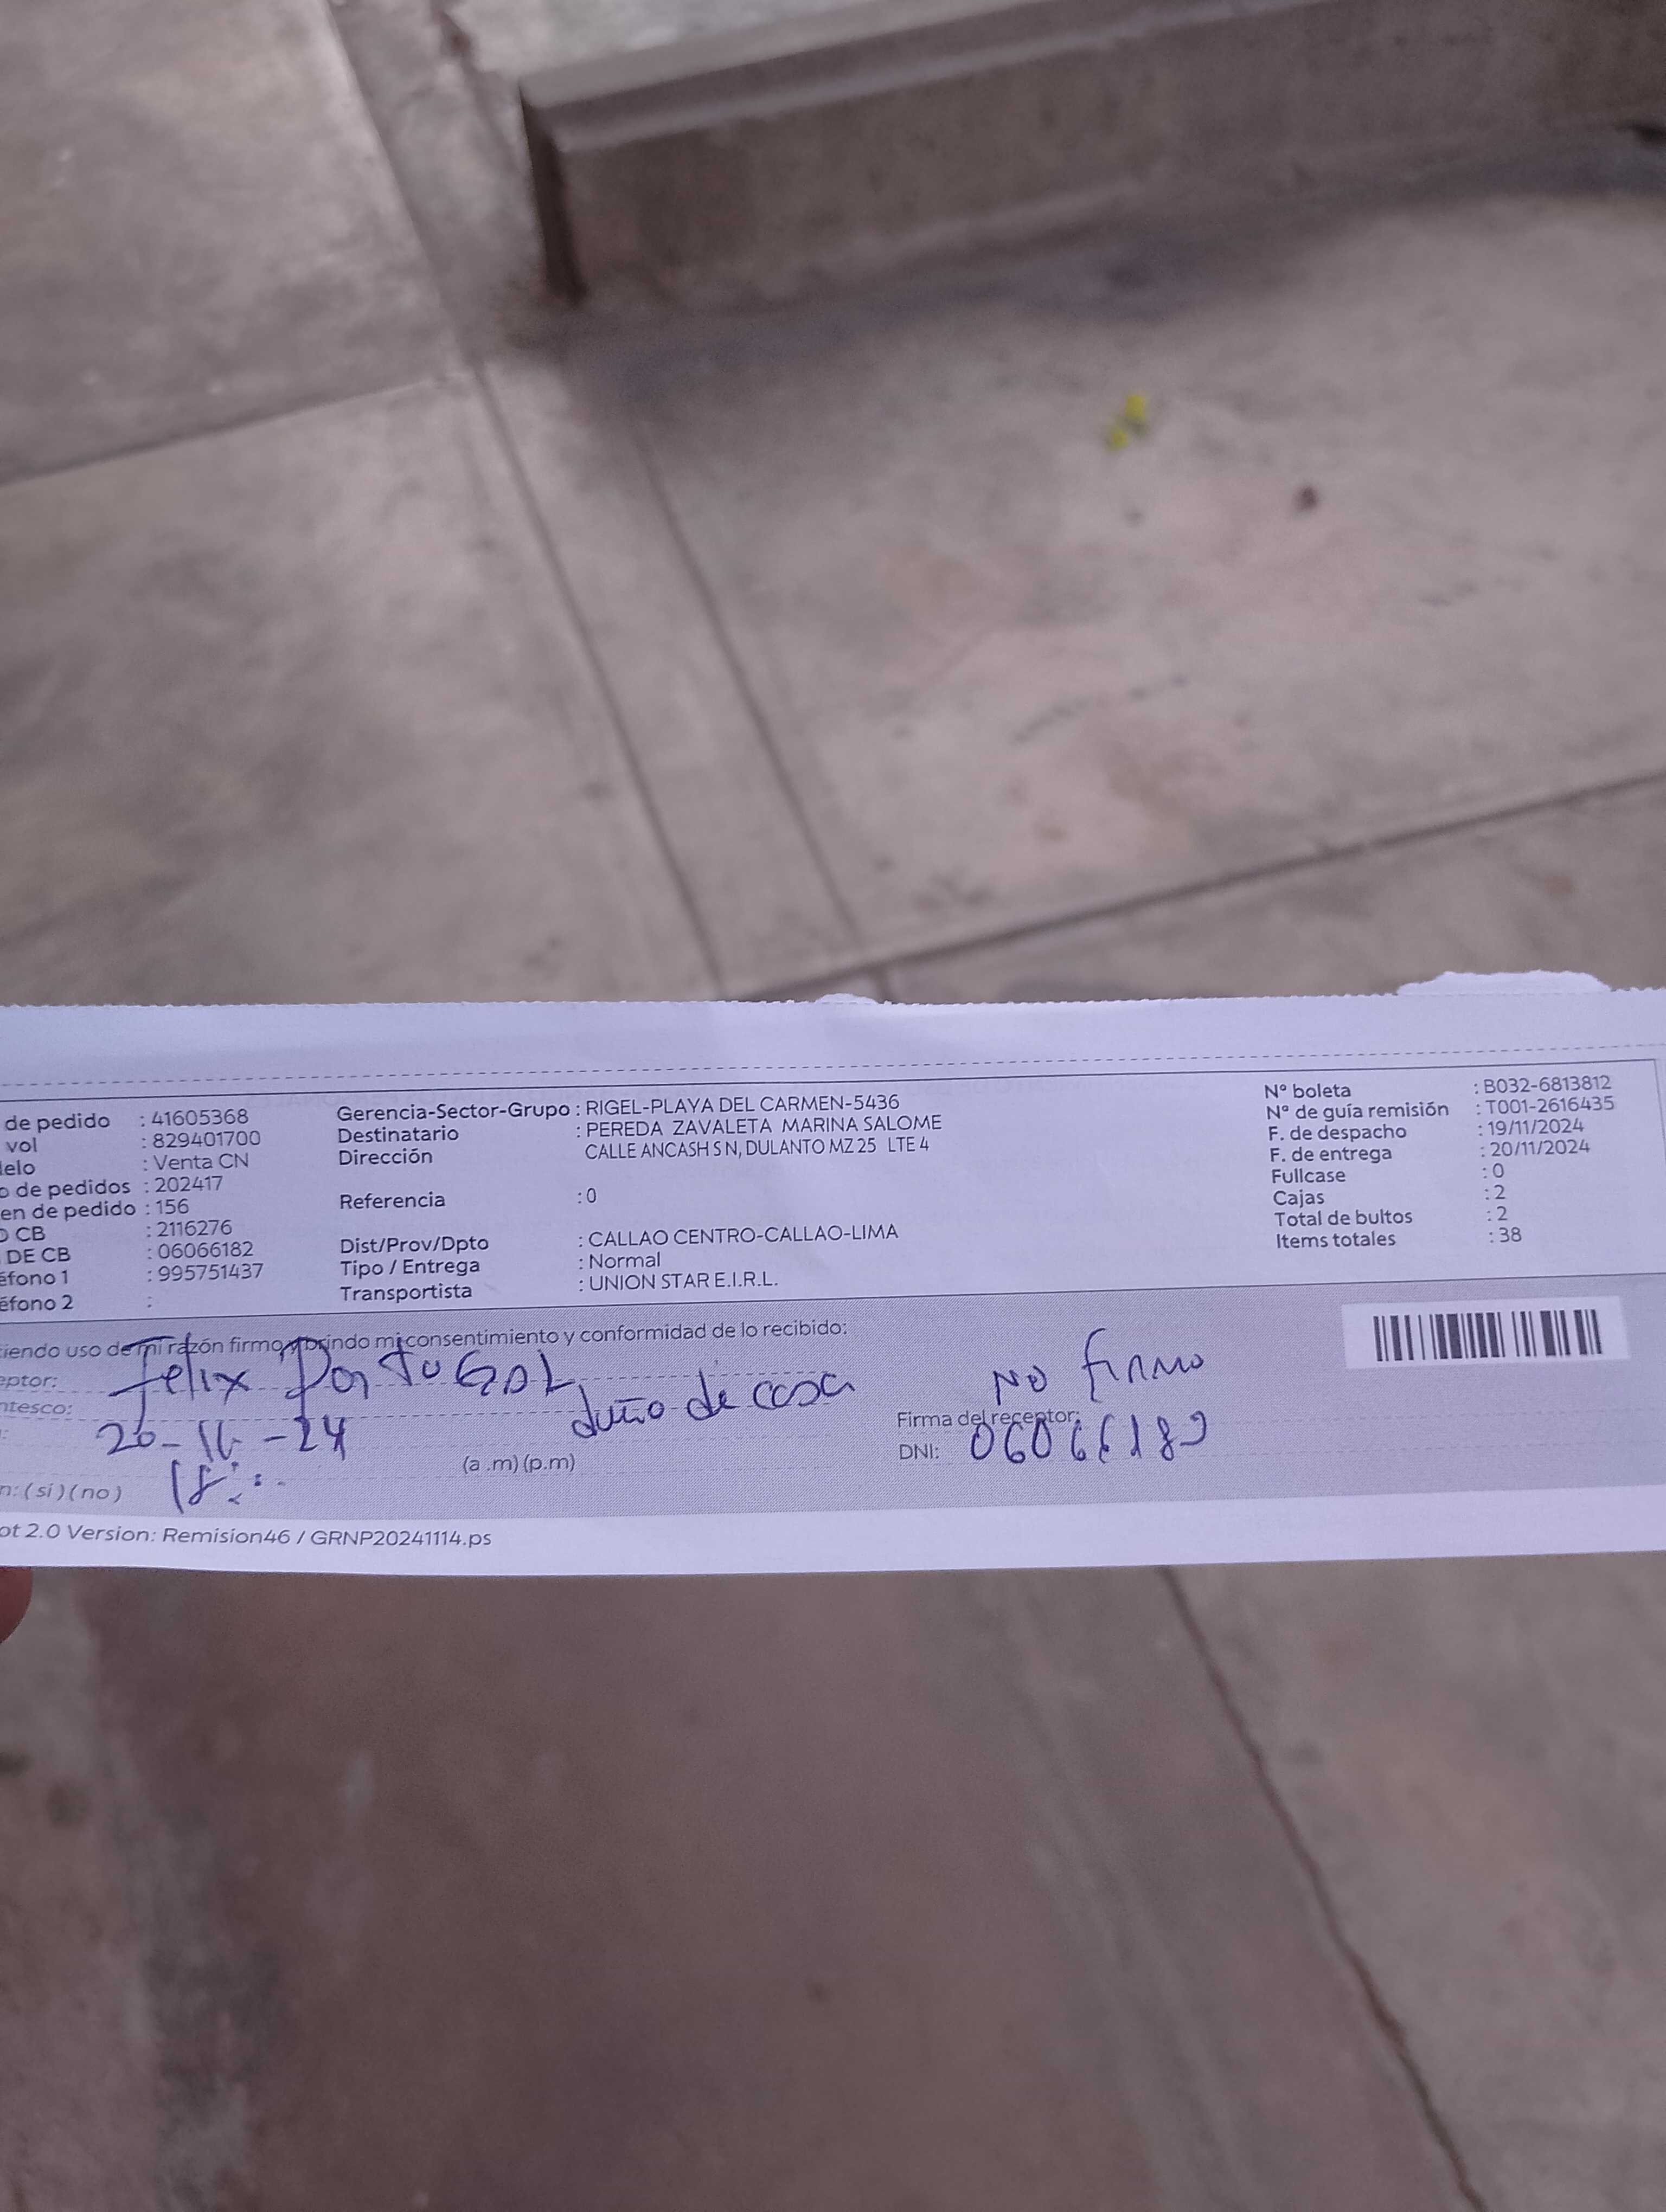 de pedido : 41605368
vol : 829401700
elo : Venta CN
o de pedidos : 202417
en de pedido : 156
O CB : 2116276
DE CB : 06066182
éfono 1 : 995751437
éfono 2 :
Gerencia-Sector-Grupo : RIGEL-PLAYA DEL CARMEN-5436
Destinatario : PEREDA ZAVALETA MARINA SALOME
Dirección CALLE ANCASH S N, DULANTO MZ 25 LTE 4
Referencia : 0
Dist/Prov/Dpto : CALLAO CENTRO-CALLAO-LIMA
Tipo / Entrega : Normal
Transportista : UNION STAR E.I.R.L.
Nº boleta : B032-6813812
Nº de guía remisión : T001-2616435
F. de despacho : 19/11/2024
F. de entrega : 20/11/2024
Fullcase : 0
Cajas : 2
Total de bultos : 2
Items totales : 38
iendo uso de mi razón firmo y brindo mi consentimiento y conformidad de lo recibido:
eptor: Felix Portugal
ntesco: dueño de casa
20-11-24
(a .m) (p.m)
n: ( sí ) ( no ) 18:
No firmo
Firma del receptor:
DNI: 06066182
ot 2.0 Version: Remision46 / GRNP20241114.ps